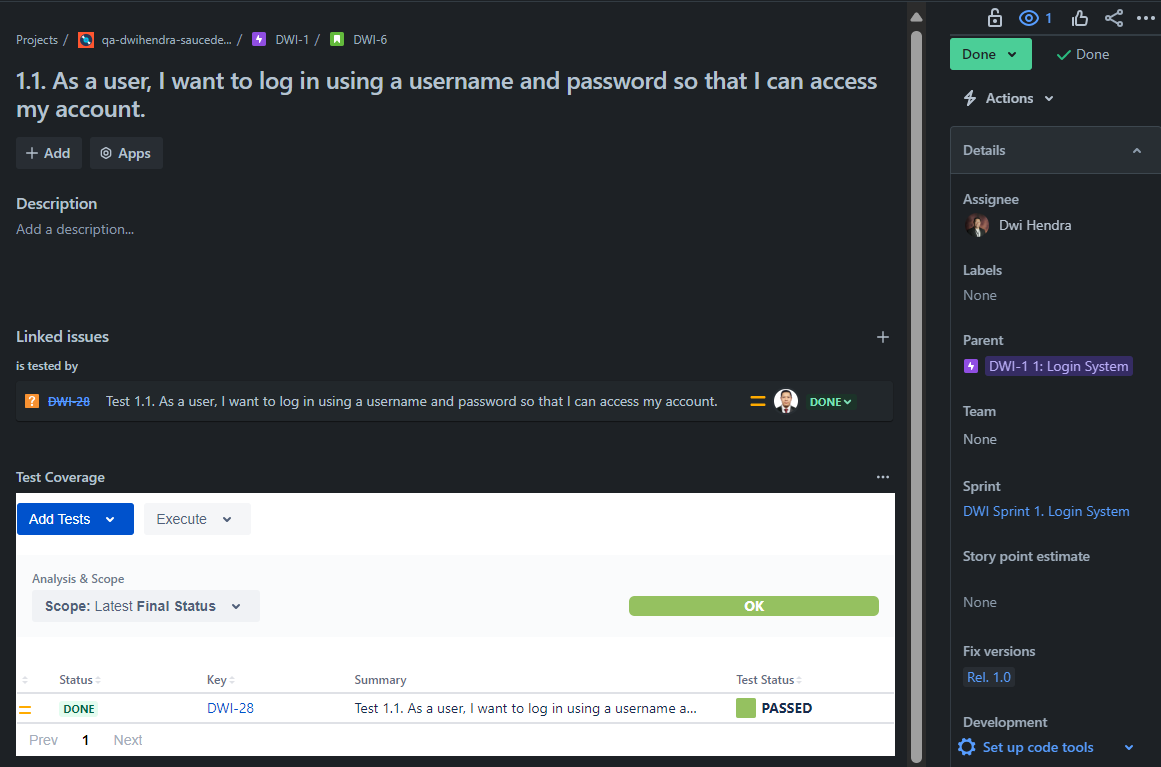 Projects / qa-dwihendra-saucede... / DWI-1 / DWI-6
1.1. As a user, I want to log in using a username and password so that I can access
my account.
Add Apps
Description
Add a description...
Linked issues
is tested by
DWI-28 Test 1.1. As a user, I want to log in using a username and password so that I can access my account. DONE
Test Coverage
Add Tests Execute
Analysis & Scope
Scope: Latest Final Status OK
Status Key Summary Test Status
DONE DWI-28 Test 1.1. As a user, I want to log in using a username a... PASSED
Prev 1 Next
1
Done Done
Actions
Details
Assignee
Dwi Hendra
Labels
None
Parent
DWI-1 1: Login System
Team
None
Sprint
DWI Sprint 1. Login System
Story point estimate
None
Fix versions
Rel. 1.0
Development
Set up code tools